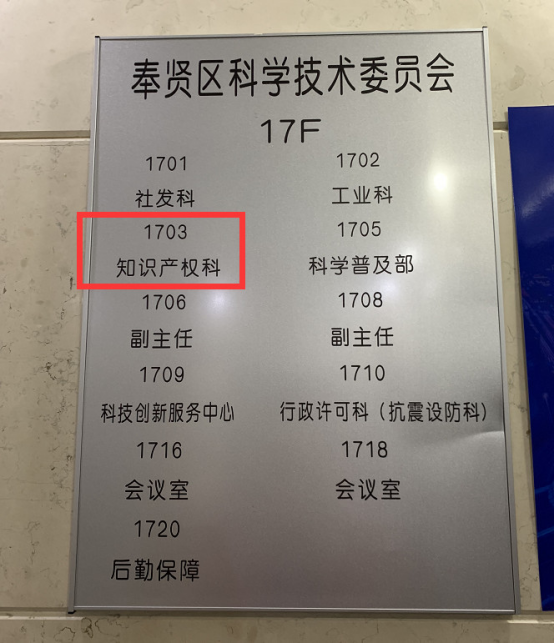 奉贤区科学技术委员会
17F
1701 1702
社发科 工业科
1703 1705
知识产权科 科学普及部
1706 1708
副主任 副主任
1709 1710
科技创新服务中心 行政许可科（抗震设防科）
1716 1718
会议室 会议室
1720
后勤保障